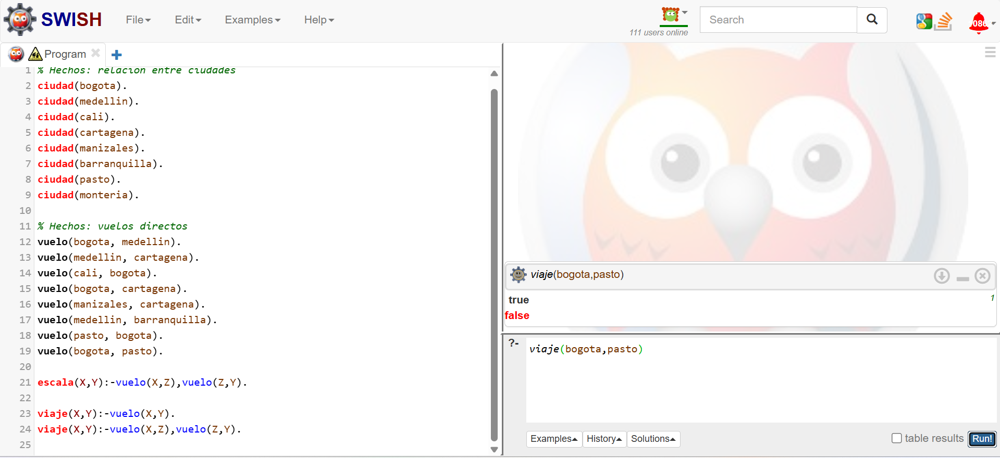 SWISH File Edit Examples Help
111 users online
Search
086
Program
1 % Hechos: relacion entre ciudades
2 ciudad(bogota).
3 ciudad(medellin).
4 ciudad(cali).
5 ciudad(cartagena).
6 ciudad(manizales).
7 ciudad(barranquilla).
8 ciudad(pasto).
9 ciudad(monteria).
10
11 % Hechos: vuelos directos
12 vuelo(bogota, medellin).
13 vuelo(medellin, cartagena).
14 vuelo(cali, bogota).
15 vuelo(bogota, cartagena).
16 vuelo(manizales, cartagena).
17 vuelo(medellin, barranquilla).
18 vuelo(pasto, bogota).
19 vuelo(bogota, pasto).
20
21 escala(X,Y):-vuelo(X,Z),vuelo(Z,Y).
22
23 viaje(X,Y):-vuelo(X,Y).
24 viaje(X,Y):-vuelo(X,Z),vuelo(Z,Y).
25
viaje(bogota,pasto)
true 1
false
?- viaje(bogota,pasto)
Examples History Solutions table results Run!